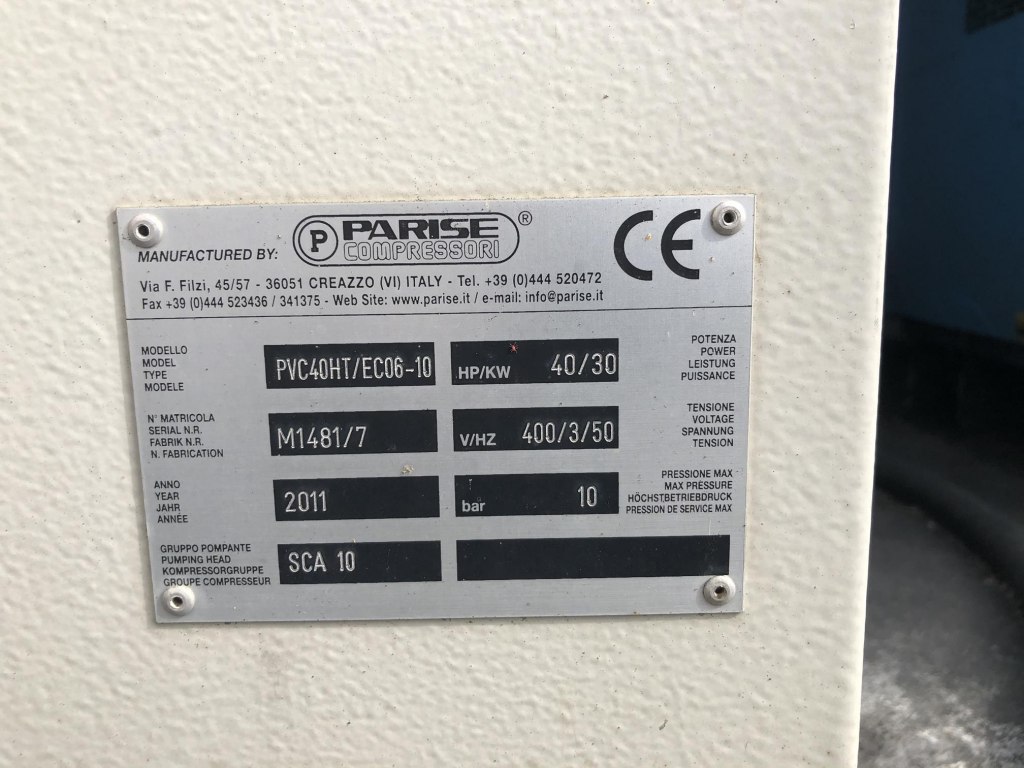 MANUFACTURED BY: P PARISE COMPRESSORI ® CE
Via F. Filzi, 45/57 - 36051 CREAZZO (VI) ITALY - Tel. +39 (0)444 520472
Fax +39 (0)444 523436 / 341375 - Web Site: www.parise.it / e-mail: info@parise.it
MODELLO
MODEL
TYPE
MODELE
PVC40HT/EC06-10
HP/KW 40/30
POTENZA
POWER
LEISTUNG
PUISSANCE
N° MATRICOLA
SERIAL N.R.
FABRIK N.R.
N. FABRICATION
M1481/7
V/HZ 400/3/50
TENSIONE
VOLTAGE
SPANNUNG
TENSION
ANNO
YEAR
JAHR
ANNÉE
2011
bar 10
PRESSIONE MAX
MAX PRESSURE
HÖCHSTBETRIEBDRUCK
PRESSION DE SERVICE MAX
GRUPPO POMPANTE
PUMPING HEAD
KOMPRESSORGRUPPE
GROUPE COMPRESSEUR
SCA 10